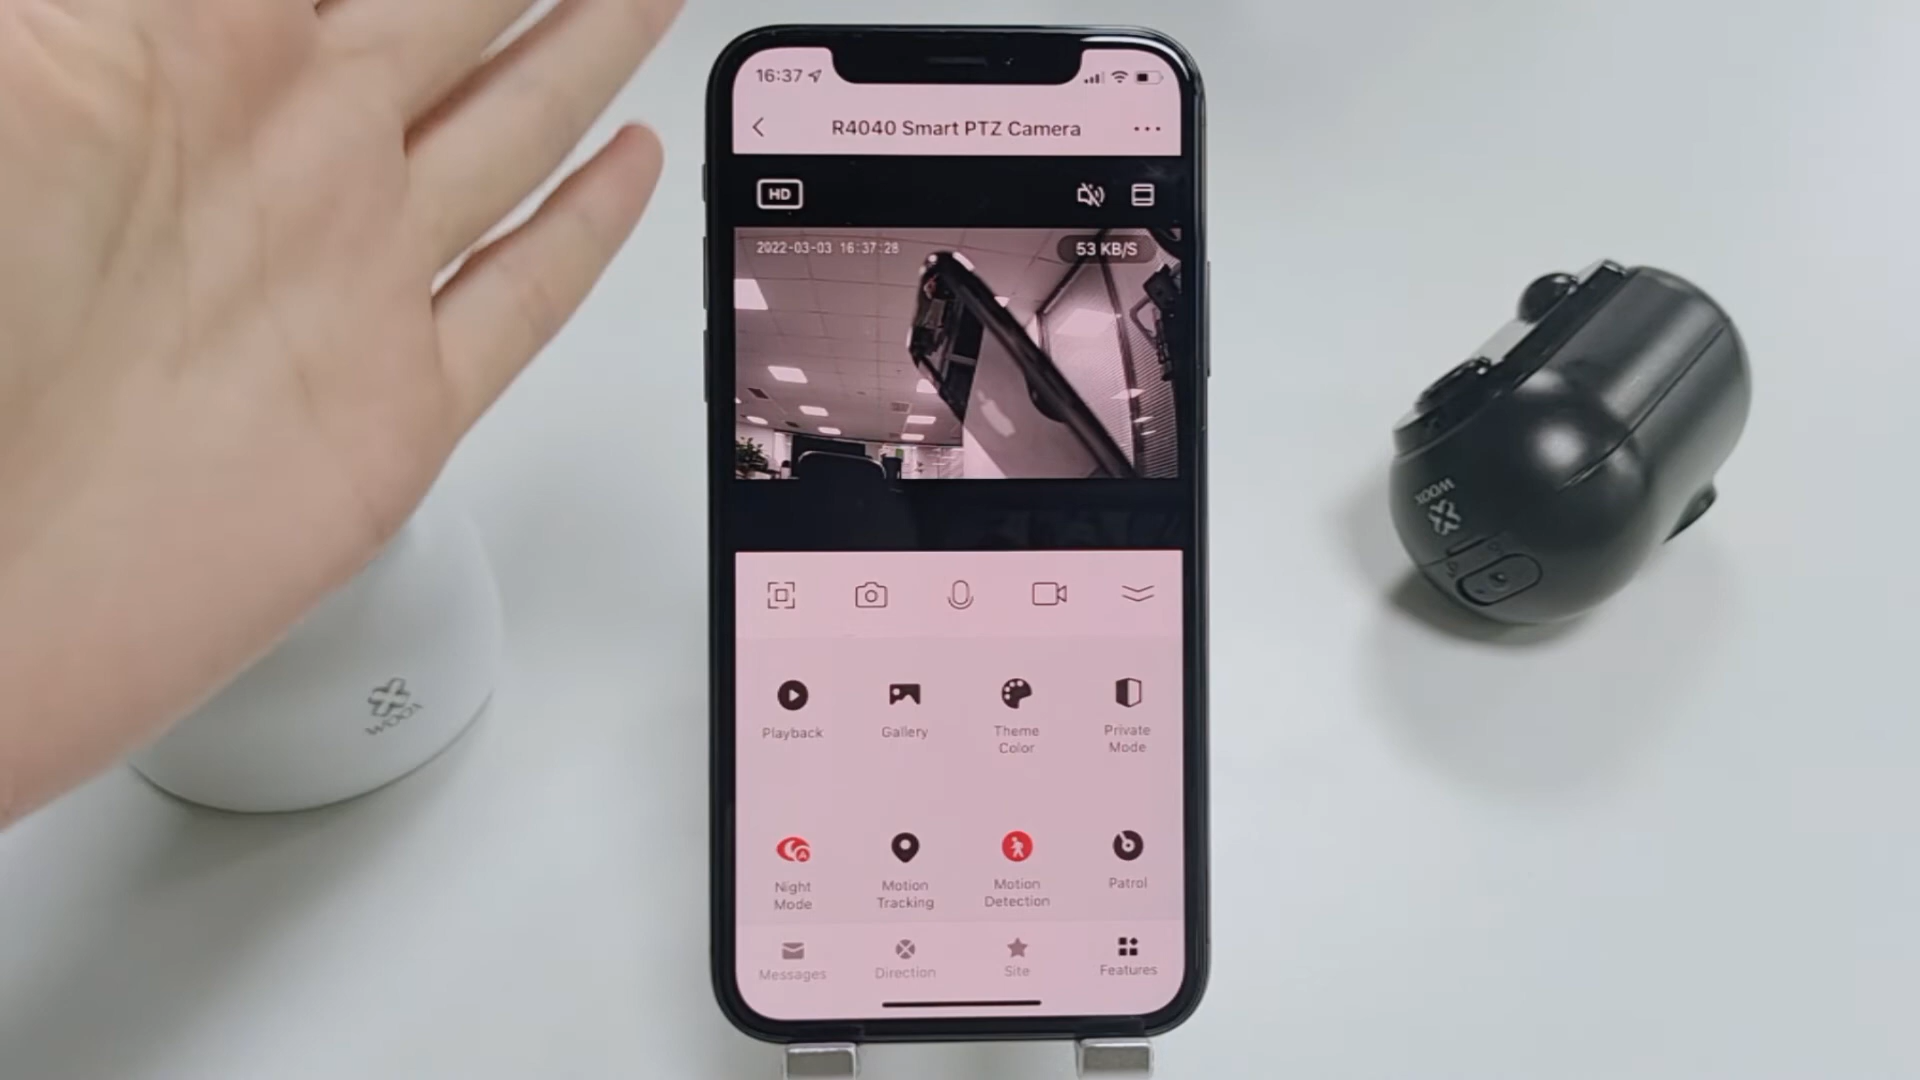 16:37
R4040 Smart PTZ Camera
HD
2022-03-03 16:37:28
53 KB/S
Playback
Gallery
Theme
Color
Private
Mode
Night
Mode
Motion
Tracking
Motion
Detection
Patrol
Messages
Direction
Site
Features
WOOX
WOOX